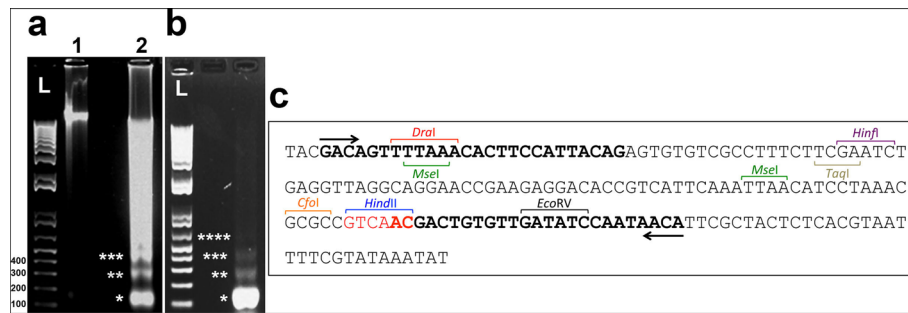 a b
1 2
L L
c
****
*** ***
400
300
** **
200
* *
100
DraI HinfI
TACGACAGTTTTAAACACTTCCATTACAGAGTGTGTCGCCTTTCTTCGAATCT
MseI MseI TaqI
GAGGTTAGGCAGGAACCGAAGAGGACACCGTCATTCAAATTAACATCCTAAAC
CfoI HindII EcoRV
GCGCCGTCAACGACTGTGTTGATATCCAATAACATTCGCTACTCTCACGTAAT
TTTCGTATAAATAT